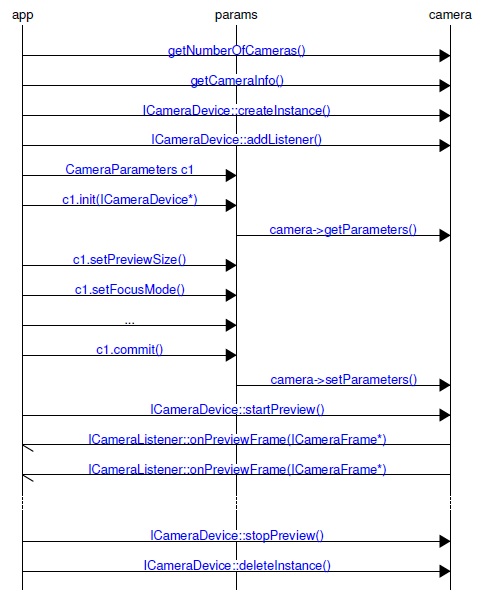 app params camera
getNumberOfCameras()
getCameraInfo()
ICameraDevice::createInstance()
ICameraDevice::addListener()
CameraParameters c1
c1.init(ICameraDevice*)
camera->getParameters()
c1.setPreviewSize()
c1.setFocusMode()
...
c1.commit()
camera->setParameters()
ICameraDevice::startPreview()
ICameraListener::onPreviewFrame(ICameraFrame*)
ICameraListener::onPreviewFrame(ICameraFrame*)
ICameraDevice::stopPreview()
ICameraDevice::deleteInstance()